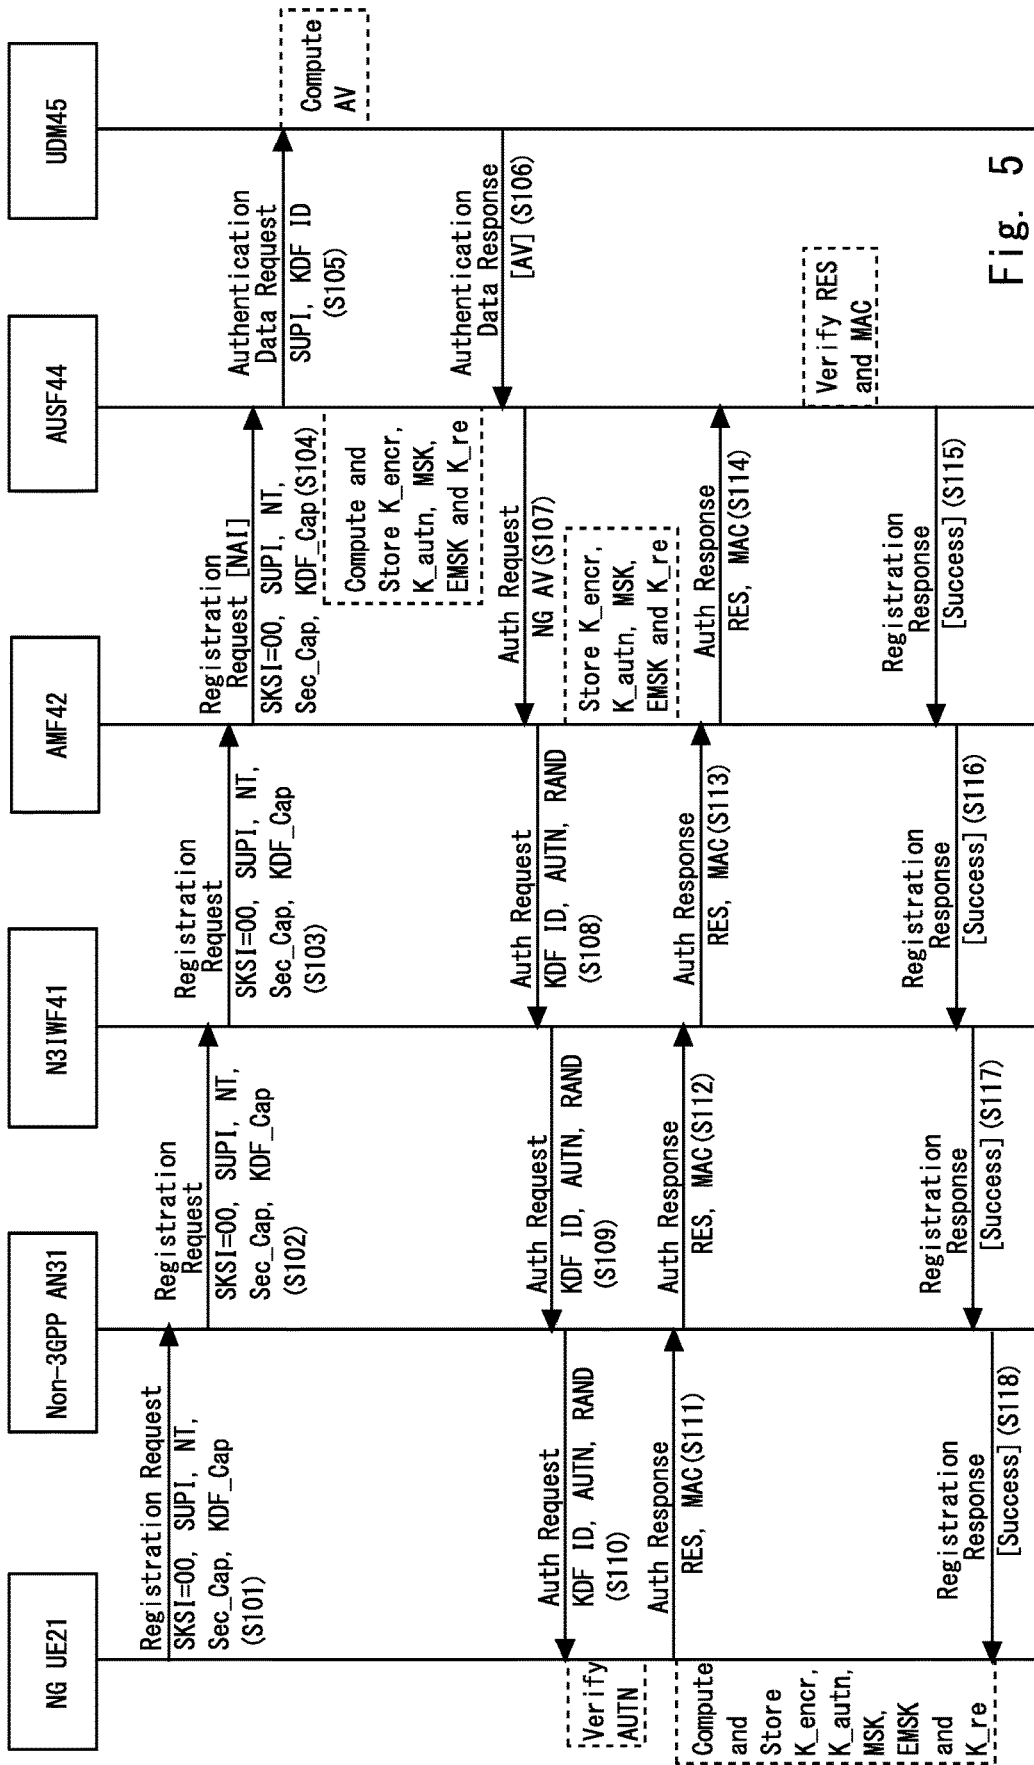 NG UE21
Non-3GPP AN31
N3IWF41
AMF42
AUSF44
UDM45
Registration Request
SKSI=00, SUPI, NT,
Sec_Cap, KDF_Cap
(S101)
Registration
Request
SKSI=00, SUPI, NT,
Sec_Cap, KDF_Cap
(S102)
Registration
Request
SKSI=00, SUPI, NT,
Sec_Cap, KDF_Cap
(S103)
Registration
Request [NAI]
SKSI=00, SUPI, NT,
Sec_Cap, KDF_Cap(S104)
Authentication
Data Request
SUPI, KDF ID
(S105)
Compute
AV
Authentication
Data Response
[AV](S106)
Compute and
Store K_encr,
K_autn, MSK,
EMSK and K_re
Auth Request
NG AV(S107)
Store K_encr,
K_autn, MSK,
EMSK and K_re
Auth Request
KDF ID, AUTN, RAND
(S108)
Auth Request
KDF ID, AUTN, RAND
(S109)
Auth Request
KDF ID, AUTN, RAND
(S110)
Verify
AUTN
Compute
and
Store
K_encr,
K_autn,
MSK,
EMSK
and
K_re
Auth Response
RES, MAC(S111)
Auth Response
RES, MAC(S112)
Auth Response
RES, MAC(S113)
Auth Response
RES, MAC(S114)
Verify RES
and MAC
Registration
Response
[Success](S115)
Registration
Response
[Success](S116)
Registration
Response
[Success](S117)
Registration
Response
[Success](S118)
Fig. 5